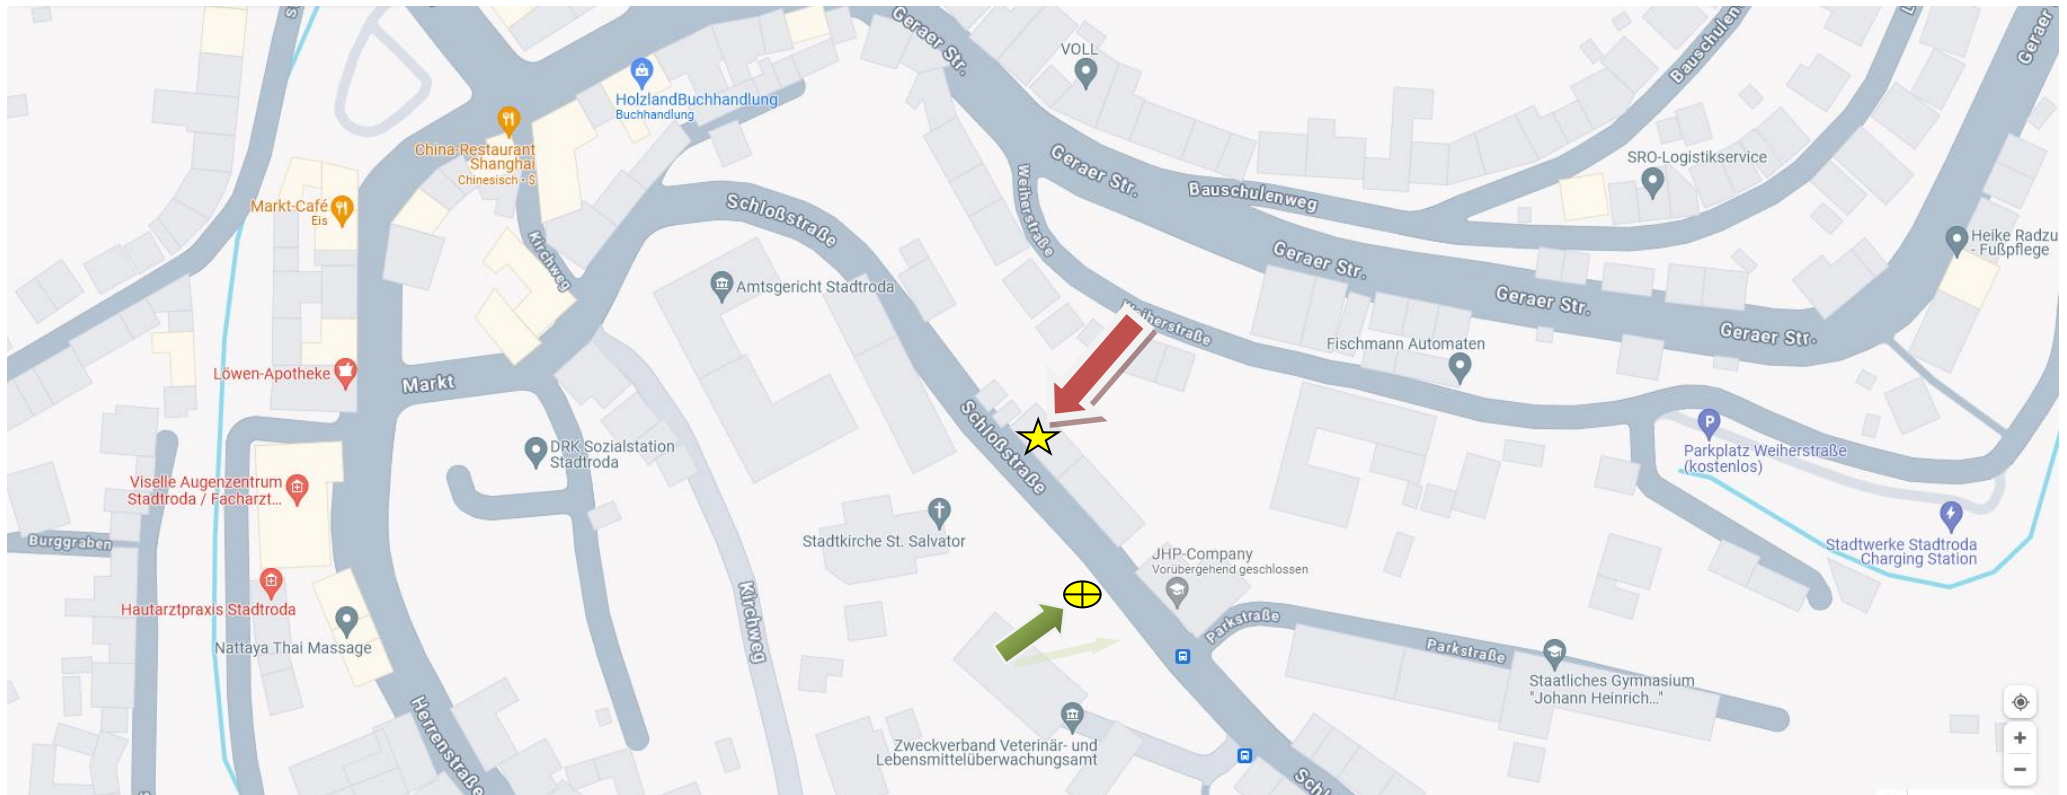 Geraer Str.
VOLL
Bauschulen
Geraer
HolzlandBuchhandlung
Buchhandlung
China-Restaurant
Shanghai
Chinesisch • $
Geraer Str.
Weiherstraße
Bauschulenweg
SRO-Logistikservice
Markt-Café
Eis
Schloßstraße
Kirchweg
Geraer Str.
Heike Radzu
- Fußpflege
Amtsgericht Stadtroda
Geraer Str.
Weiherstraße
Geraer Str.
Fischmann Automaten
Löwen-Apotheke
Markt
Schloßstraße
DRK Sozialstation
Stadtroda
P
Parkplatz Weiherstraße
(kostenlos)
Viselle Augenzentrum
Stadtroda / Facharzt...
Burggraben
Stadtkirche St. Salvator
Stadtwerke Stadtroda
Charging Station
JHP-Company
Vorübergehend geschlossen
Hautarztpraxis Stadtroda
Kirchweg
Parkstraße
Nattaya Thai Massage
Parkstraße
Staatliches Gymnasium
"Johann Heinrich..."
Herrenstraße
Zweckverband Veterinär- und
Lebensmittelüberwachungsamt
Schl